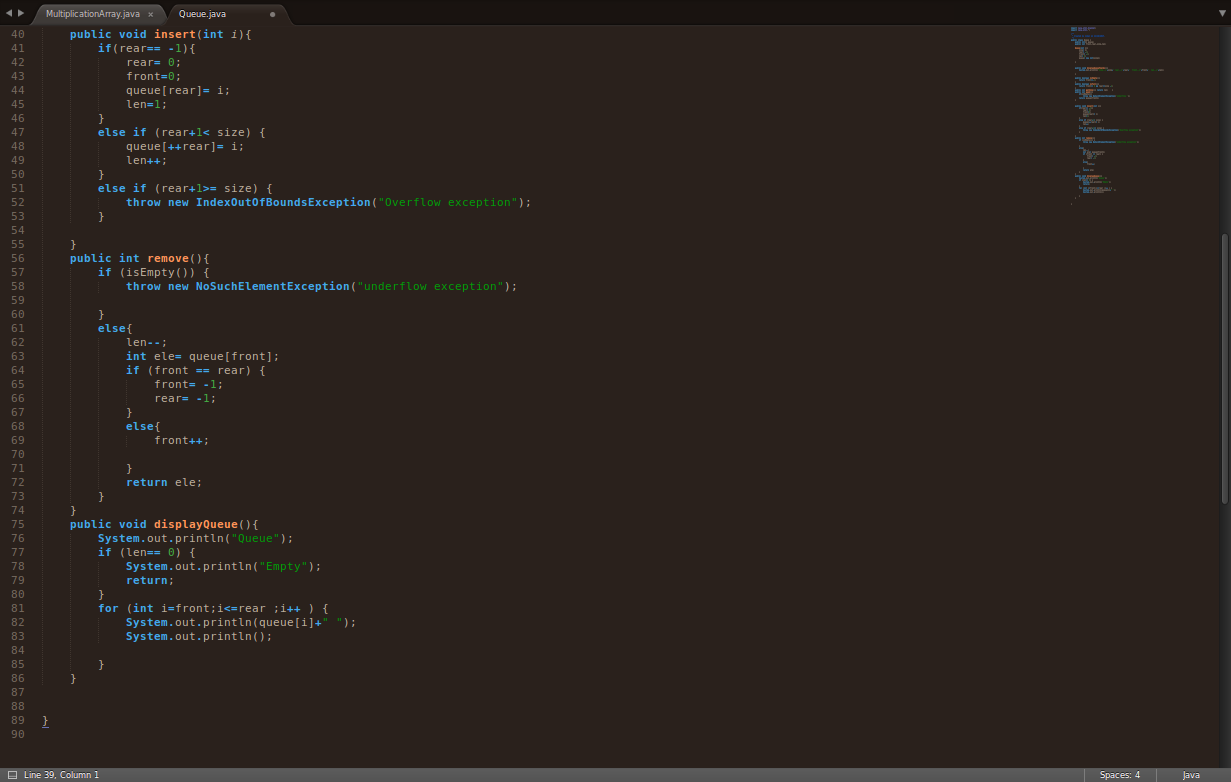 MultiplicationArray.java × Queue.java
40 public void insert(int i){
41 if(rear== -1){
42 rear= 0;
43 front=0;
44 queue[rear]= i;
45 len=1;
46 }
47 else if (rear+1< size) {
48 queue[++rear]= i;
49 len++;
50 }
51 else if (rear+1>= size) {
52 throw new IndexOutOfBoundsException("Overflow exception");
53 }
54
55 }
56 public int remove(){
57 if (isEmpty()) {
58 throw new NoSuchElementException("underflow exception");
59
60 }
61 else{
62 len--;
63 int ele= queue[front];
64 if (front == rear) {
65 front= -1;
66 rear= -1;
67 }
68 else{
69 front++;
70
71 }
72 return ele;
73 }
74 }
75 public void displayQueue(){
76 System.out.println("Queue");
77 if (len== 0) {
78 System.out.println("Empty");
79 return;
80 }
81 for (int i=front;i<=rear ;i++ ) {
82 System.out.println(queue[i]+" ");
83 System.out.println();
84
85 }
86 }
87
88
89 }
90
Line 39, Column 1 Spaces: 4 Java